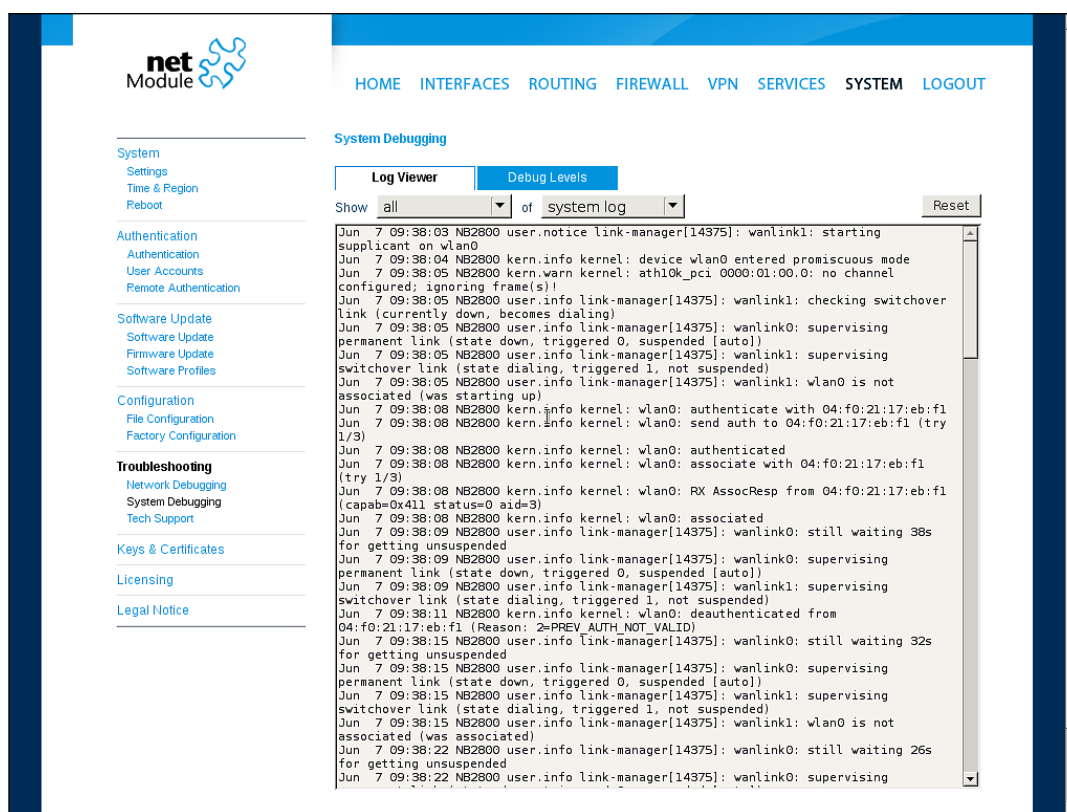 net
Module
HOME INTERFACES ROUTING FIREWALL VPN SERVICES SYSTEM LOGOUT
System
Settings
Time & Region
Reboot
Authentication
Authentication
User Accounts
Remote Authentication
Software Update
Software Update
Firmware Update
Software Profiles
Configuration
File Configuration
Factory Configuration
Troubleshooting
Network Debugging
System Debugging
Tech Support
Keys & Certificates
Licensing
Legal Notice
System Debugging
Log Viewer Debug Levels
Show all of system log Reset
Jun 7 09:38:03 NB2800 user.notice link-manager[14375]: wanlink1: starting
supplicant on wlan0
Jun 7 09:38:04 NB2800 kern.info kernel: device wlan0 entered promiscuous mode
Jun 7 09:38:05 NB2800 kern.warn kernel: ath10k_pci 0000:01:00.0: no channel
configured; ignoring frame(s)!
Jun 7 09:38:05 NB2800 user.info link-manager[14375]: wanlink1: checking switchover
link (currently down, becomes dialing)
Jun 7 09:38:05 NB2800 user.info link-manager[14375]: wanlink0: supervising
permanent link (state down, triggered 0, suspended [auto])
Jun 7 09:38:05 NB2800 user.info link-manager[14375]: wanlink1: supervising
switchover link (state dialing, triggered 1, not suspended)
Jun 7 09:38:05 NB2800 user.info link-manager[14375]: wanlink1: wlan0 is not
associated (was starting up)
Jun 7 09:38:08 NB2800 kern.info kernel: wlan0: authenticate with 04:f0:21:17:eb:f1
Jun 7 09:38:08 NB2800 kern.info kernel: wlan0: send auth to 04:f0:21:17:eb:f1 (try
1/3)
Jun 7 09:38:08 NB2800 kern.info kernel: wlan0: authenticated
Jun 7 09:38:08 NB2800 kern.info kernel: wlan0: associate with 04:f0:21:17:eb:f1
(try 1/3)
Jun 7 09:38:08 NB2800 kern.info kernel: wlan0: RX AssocResp from 04:f0:21:17:eb:f1
(capab=0x411 status=0 aid=3)
Jun 7 09:38:08 NB2800 kern.info kernel: wlan0: associated
Jun 7 09:38:09 NB2800 user.info link-manager[14375]: wanlink0: still waiting 38s
for getting unsuspended
Jun 7 09:38:09 NB2800 user.info link-manager[14375]: wanlink0: supervising
permanent link (state down, triggered 0, suspended [auto])
Jun 7 09:38:09 NB2800 user.info link-manager[14375]: wanlink1: supervising
switchover link (state dialing, triggered 1, not suspended)
Jun 7 09:38:11 NB2800 kern.info kernel: wlan0: deauthenticated from
04:f0:21:17:eb:f1 (Reason: 2=PREV_AUTH_NOT_VALID)
Jun 7 09:38:15 NB2800 user.info link-manager[14375]: wanlink0: still waiting 32s
for getting unsuspended
Jun 7 09:38:15 NB2800 user.info link-manager[14375]: wanlink0: supervising
permanent link (state down, triggered 0, suspended [auto])
Jun 7 09:38:15 NB2800 user.info link-manager[14375]: wanlink1: supervising
switchover link (state dialing, triggered 1, not suspended)
Jun 7 09:38:15 NB2800 user.info link-manager[14375]: wanlink1: wlan0 is not
associated (was associated)
Jun 7 09:38:22 NB2800 user.info link-manager[14375]: wanlink0: still waiting 26s
for getting unsuspended
Jun 7 09:38:22 NB2800 user.info link-manager[14375]: wanlink0: supervising